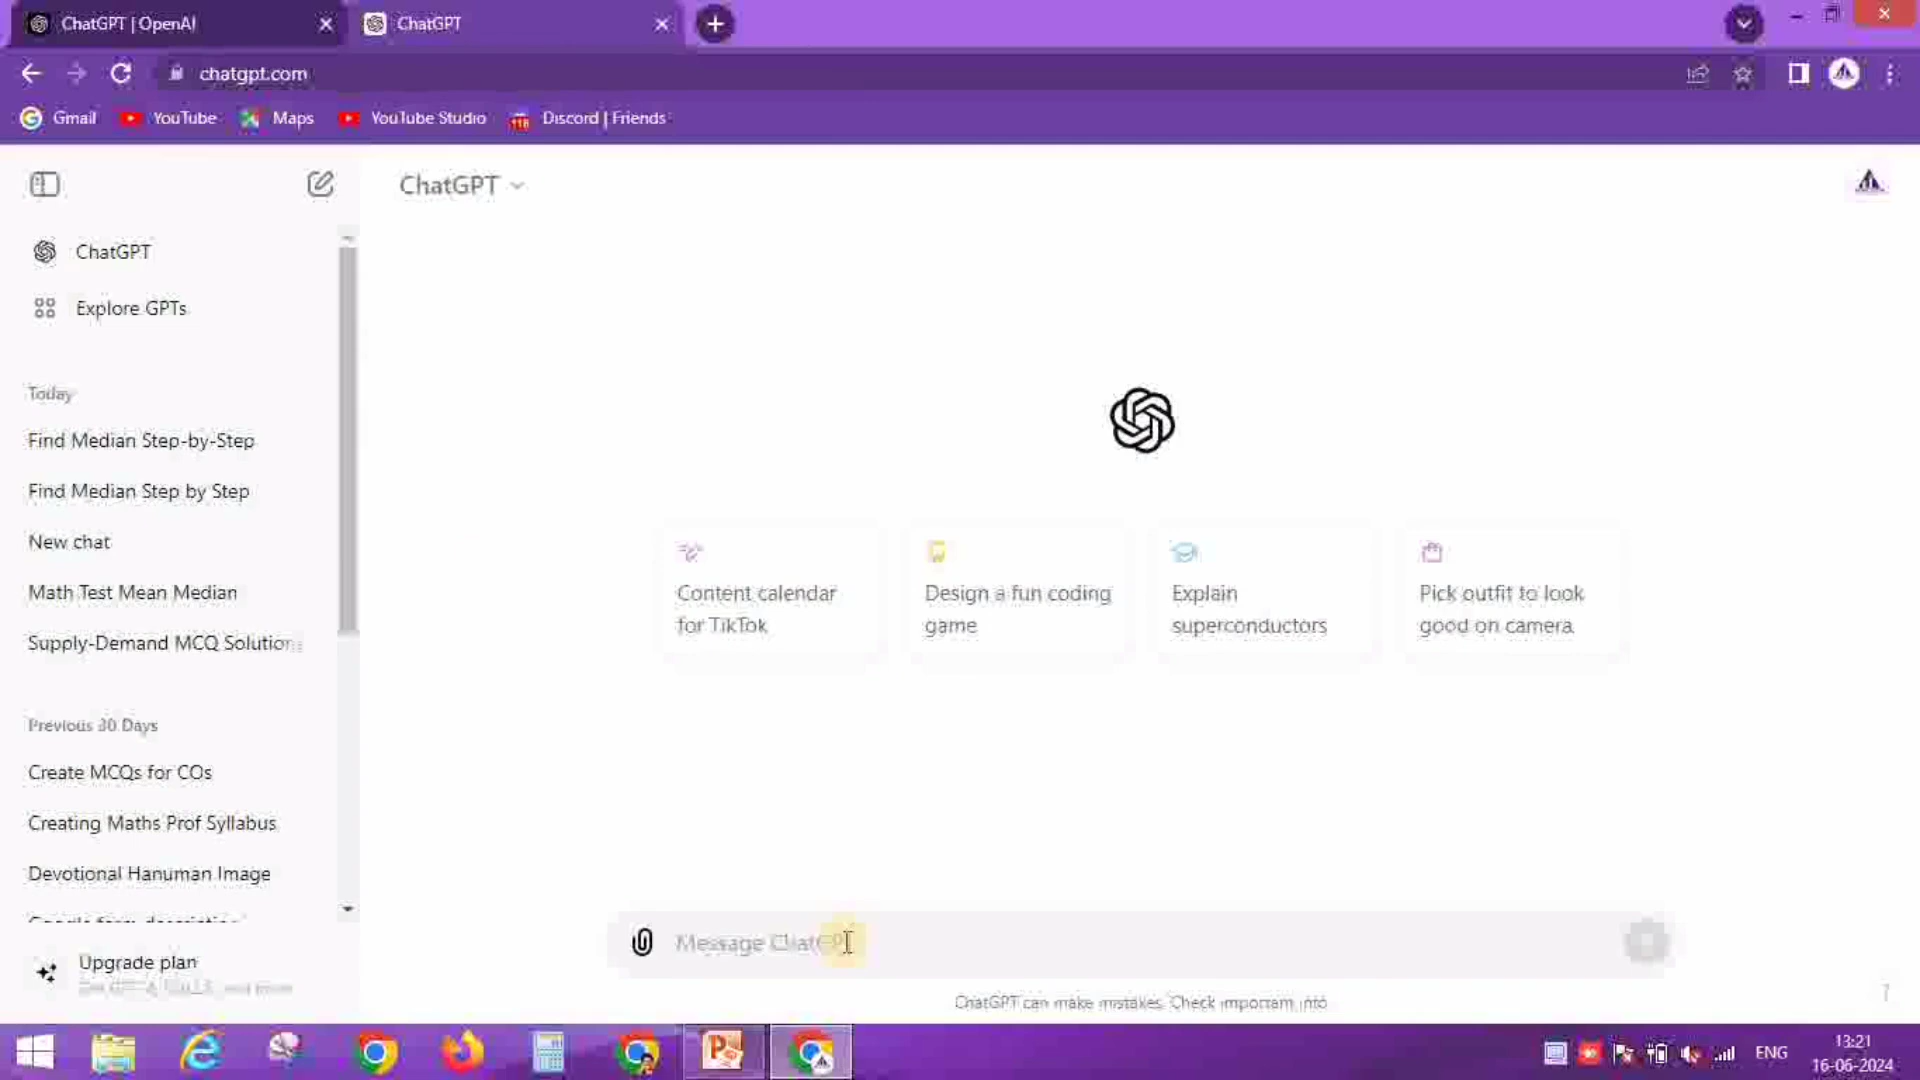 ChatGPT | OpenAI
ChatGPT
chatgpt.com
Gmail
YouTube
Maps
YouTube Studio
Discord | Friends
ChatGPT
ChatGPT
Explore GPTs
Today
Find Median Step-by-Step
Find Median Step by Step
New chat
Math Test Mean Median
Supply-Demand MCQ Solution
Previous 30 Days
Create MCQs for COs
Creating Maths Prof Syllabus
Devotional Hanuman Image
Upgrade plan
Content calendar
for TikTok
Design a fun coding
game
Explain
superconductors
Pick outfit to look
good on camera
Message ChatGPT
ChatGPT can make mistakes. Check important info
?
ENG
13:21
16-06-2024